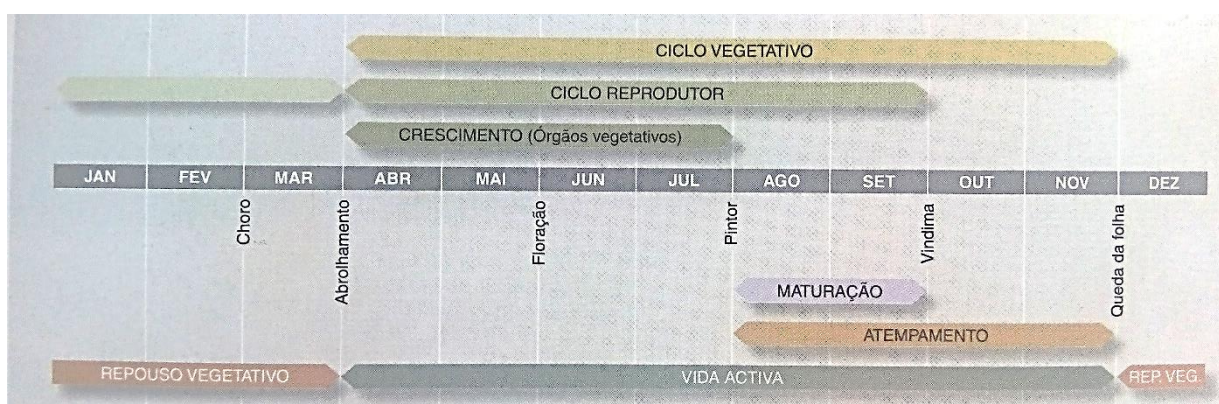 CICLO VEGETATIVO
CICLO REPRODUTOR
CRESCIMENTO (Órgãos vegetativos)
JAN FEV MAR ABR MAI JUN JUL AGO SET OUT NOV DEZ
Choro
Abrolhamento
Floração
Pintor
Vindima
Queda da folha
MATURAÇÃO
ATEMPAMENTO
REPOUSO VEGETATIVO VIDA ACTIVA REP. VEG.